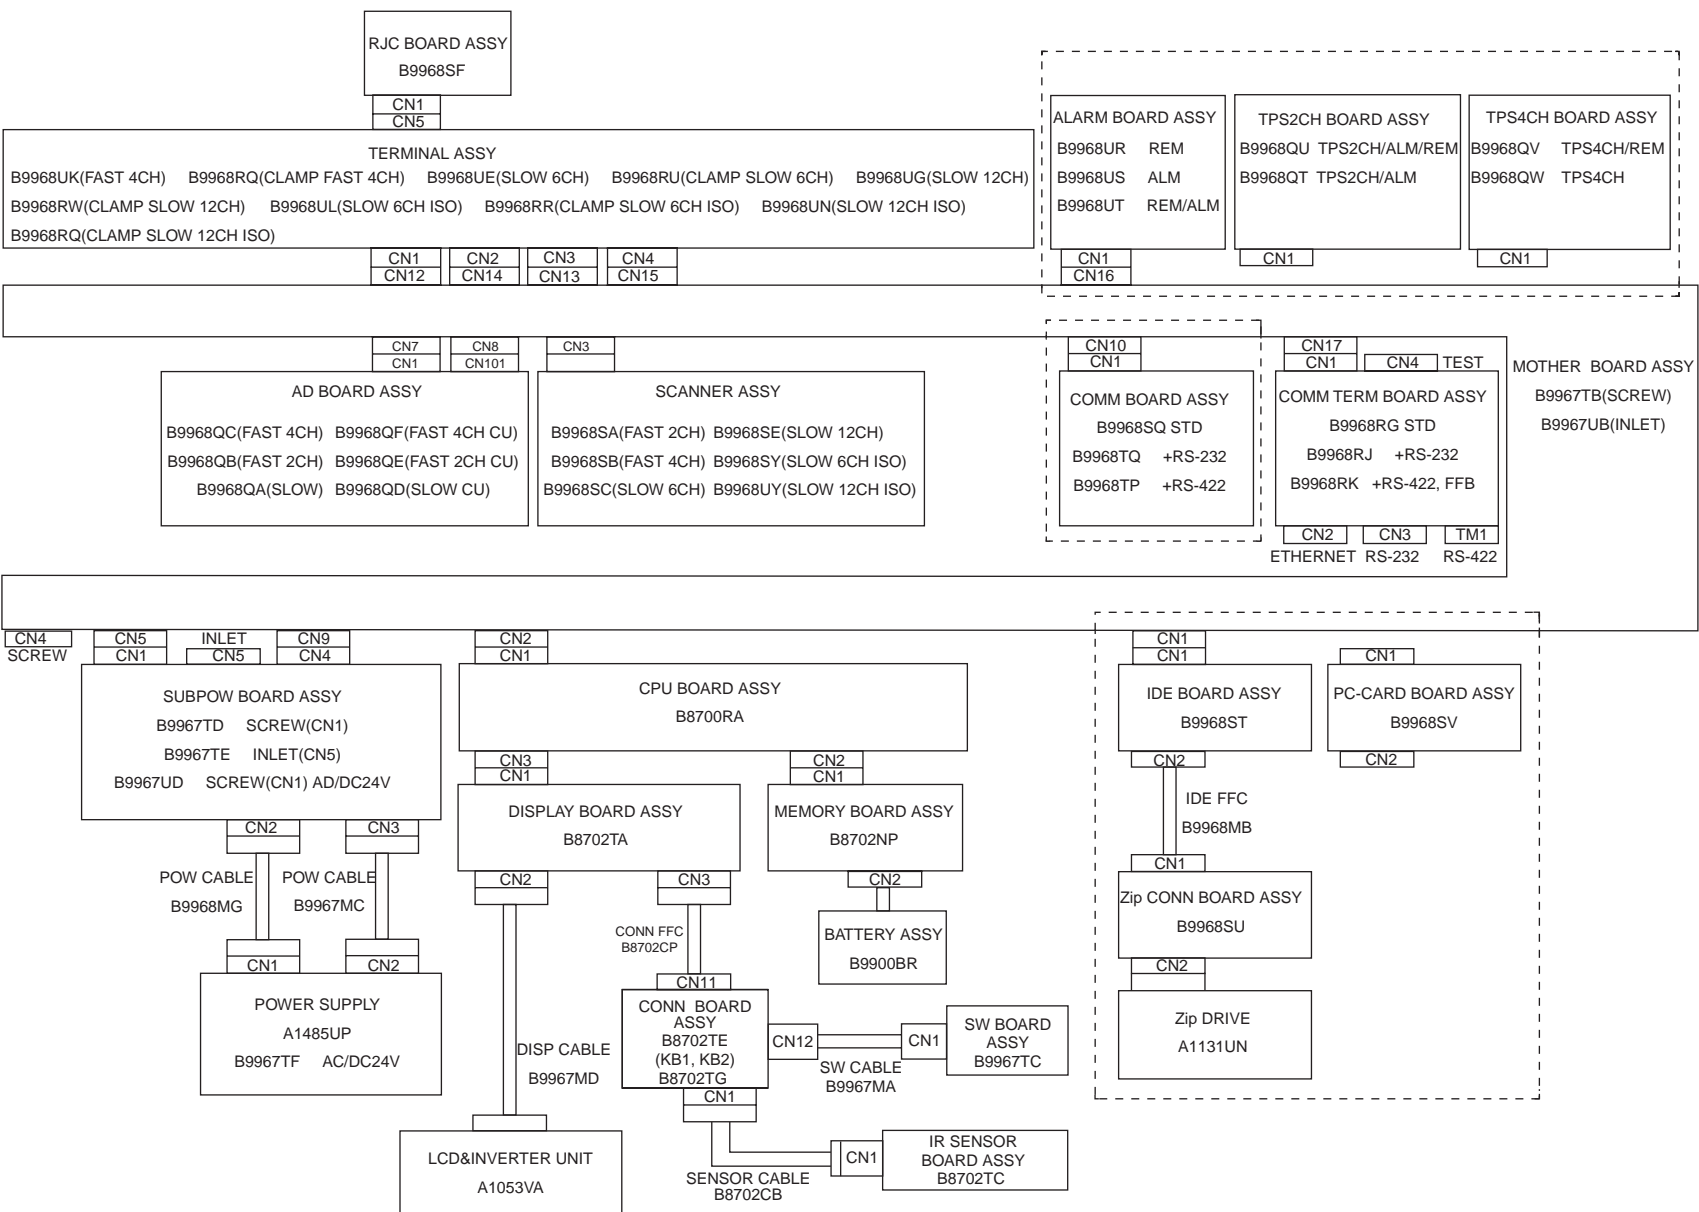 RJC BOARD ASSY
B9968SF
CN1
CN5
TERMINAL ASSY
B9968UK(FAST 4CH) B9968RQ(CLAMP FAST 4CH) B9968UE(SLOW 6CH) B9968RU(CLAMP SLOW 6CH) B9968UG(SLOW 12CH)
B9968RW(CLAMP SLOW 12CH) B9968UL(SLOW 6CH ISO) B9968RR(CLAMP SLOW 6CH ISO) B9968UN(SLOW 12CH ISO)
B9968RQ(CLAMP SLOW 12CH ISO)
CN1 CN2 CN3 CN4
CN12 CN14 CN13 CN15
ALARM BOARD ASSY
B9968UR REM
B9968US ALM
B9968UT REM/ALM
CN1
CN16
TPS2CH BOARD ASSY
B9968QU TPS2CH/ALM/REM
B9968QT TPS2CH/ALM
CN1
TPS4CH BOARD ASSY
B9968QV TPS4CH/REM
B9968QW TPS4CH
CN1
MOTHER BOARD ASSY
B9967TB(SCREW)
B9967UB(INLET)
CN7 CN8
CN1 CN101
AD BOARD ASSY
B9968QC(FAST 4CH) B9968QF(FAST 4CH CU)
B9968QB(FAST 2CH) B9968QE(FAST 2CH CU)
B9968QA(SLOW) B9968QD(SLOW CU)
CN3
SCANNER ASSY
B9968SA(FAST 2CH) B9968SE(SLOW 12CH)
B9968SB(FAST 4CH) B9968SY(SLOW 6CH ISO)
B9968SC(SLOW 6CH) B9968UY(SLOW 12CH ISO)
CN10
CN1
COMM BOARD ASSY
B9968SQ STD
B9968TQ +RS-232
B9968TP +RS-422
CN17
CN1 CN4 TEST
COMM TERM BOARD ASSY
B9968RG STD
B9968RJ +RS-232
B9968RK +RS-422, FFB
CN2 CN3 TM1
ETHERNET RS-232 RS-422
CN4
SCREW
CN5 INLET CN9
CN1 CN5 CN4
SUBPOW BOARD ASSY
B9967TD SCREW(CN1)
B9967TE INLET(CN5)
B9967UD SCREW(CN1) AD/DC24V
CN2 CN3
POW CABLE
B9968MG
POW CABLE
B9967MC
CN1 CN2
POWER SUPPLY
A1485UP
B9967TF AC/DC24V
CN2
CN1
CPU BOARD ASSY
B8700RA
CN3
CN1
CN2
CN1
DISPLAY BOARD ASSY
B8702TA
MEMORY BOARD ASSY
B8702NP
CN2
CN3
CN2
DISP CABLE
B9967MD
LCD&INVERTER UNIT
A1053VA
CONN FFC
B8702CP
BATTERY ASSY
B9900BR
CN11
CONN BOARD
ASSY
B8702TE
(KB1, KB2)
B8702TG
CN12
SW CABLE
B9967MA
CN1
SW BOARD
ASSY
B9967TC
CN1
SENSOR CABLE
B8702CB
CN1
IR SENSOR
BOARD ASSY
B8702TC
CN1
CN1
IDE BOARD ASSY
B9968ST
CN2
IDE FFC
B9968MB
CN1
Zip CONN BOARD ASSY
B9968SU
CN2
Zip DRIVE
A1131UN
CN1
PC-CARD BOARD ASSY
B9968SV
CN2